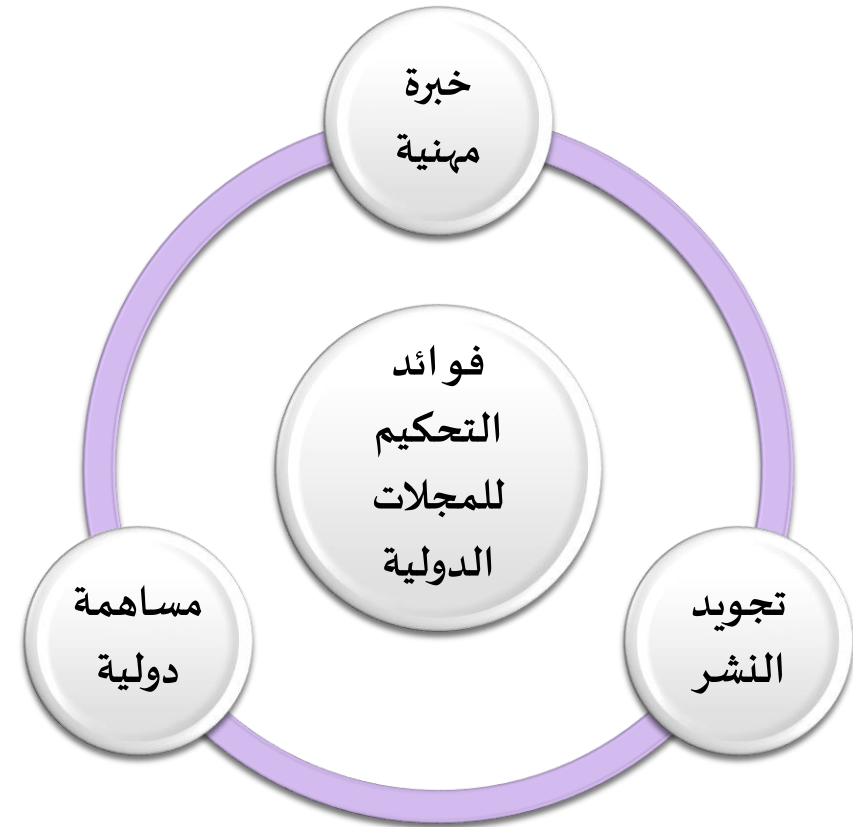 خبرة
مهنية
فوائد
التحكيم
للمجلات
الدولية
تجويد
النشر
مساهمة
دولية